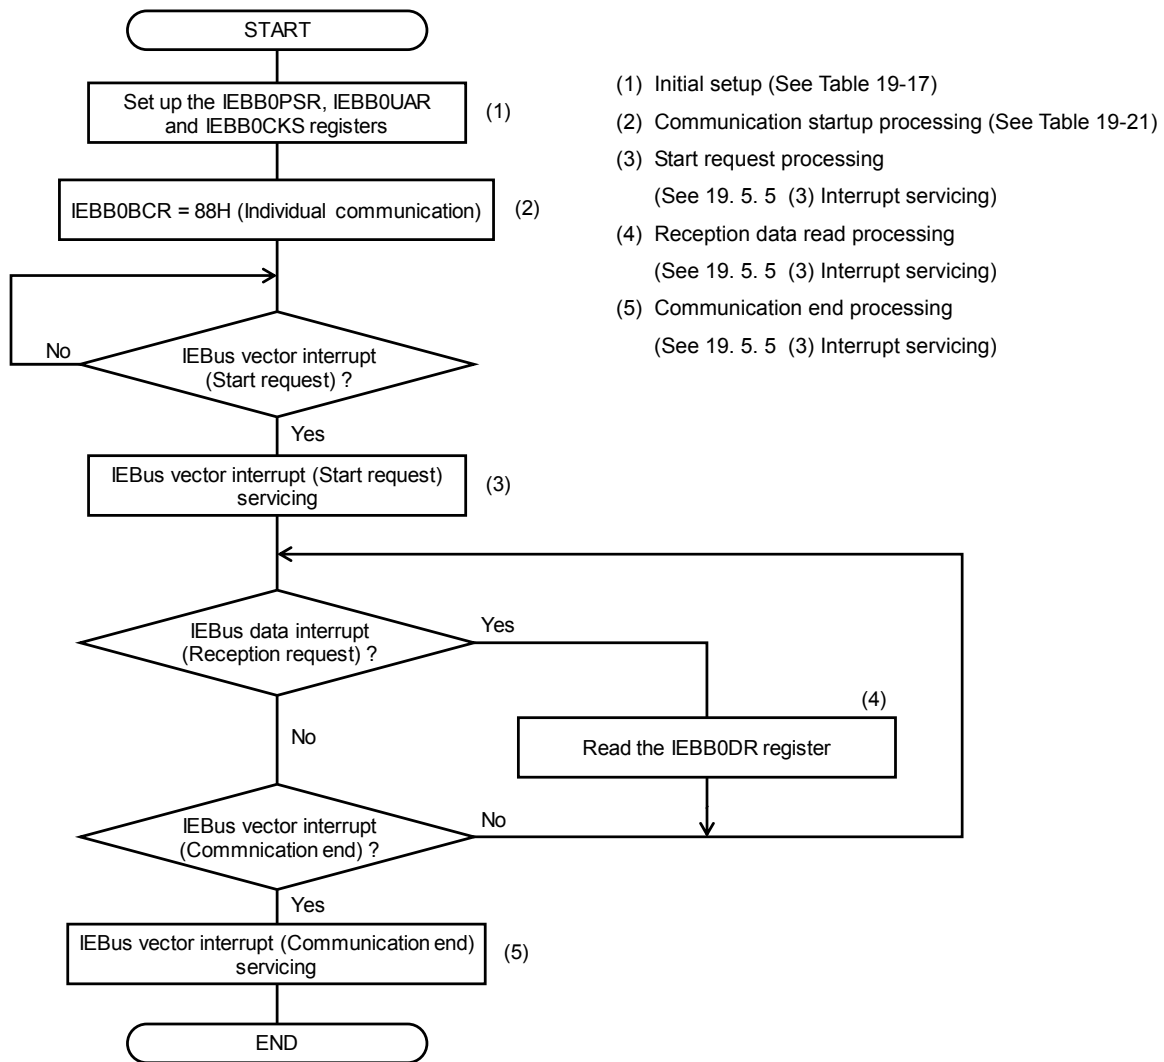 START
Set up the IEBB0PSR, IEBB0UAR
and IEBB0CKS registers
(1)
IEBB0BCR = 88H (Individual communication)
(2)
No
IEBus vector interrupt
(Start request) ?
Yes
IEBus vector interrupt (Start request)
servicing
(3)
IEBus data interrupt
(Reception request) ?
Yes
(4)
Read the IEBB0DR register
No
IEBus vector interrupt
(Commnication end) ?
No
Yes
IEBus vector interrupt (Communication end)
servicing
(5)
END
(1) Initial setup (See Table 19-17)
(2) Communication startup processing (See Table 19-21)
(3) Start request processing
(See 19. 5. 5 (3) Interrupt servicing)
(4) Reception data read processing
(See 19. 5. 5 (3) Interrupt servicing)
(5) Communication end processing
(See 19. 5. 5 (3) Interrupt servicing)